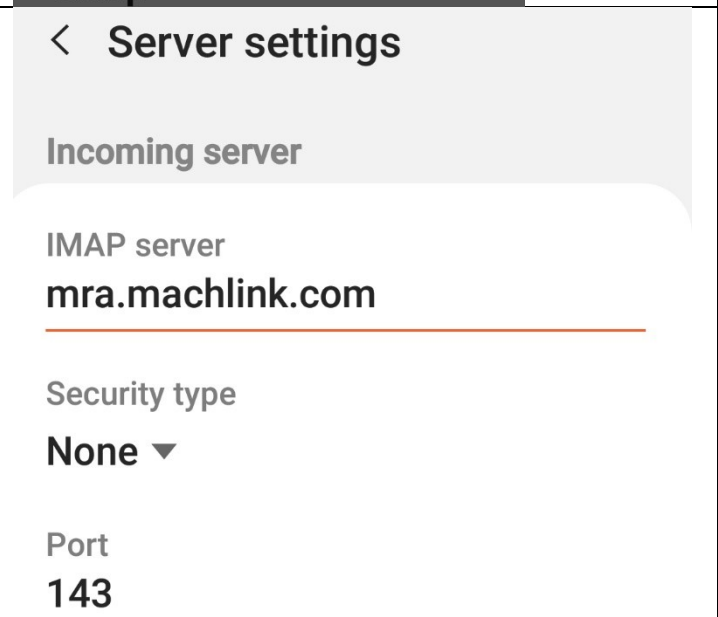 Server settings
Incoming server
IMAP server
mra.machlink.com
Security type
None
Port
143